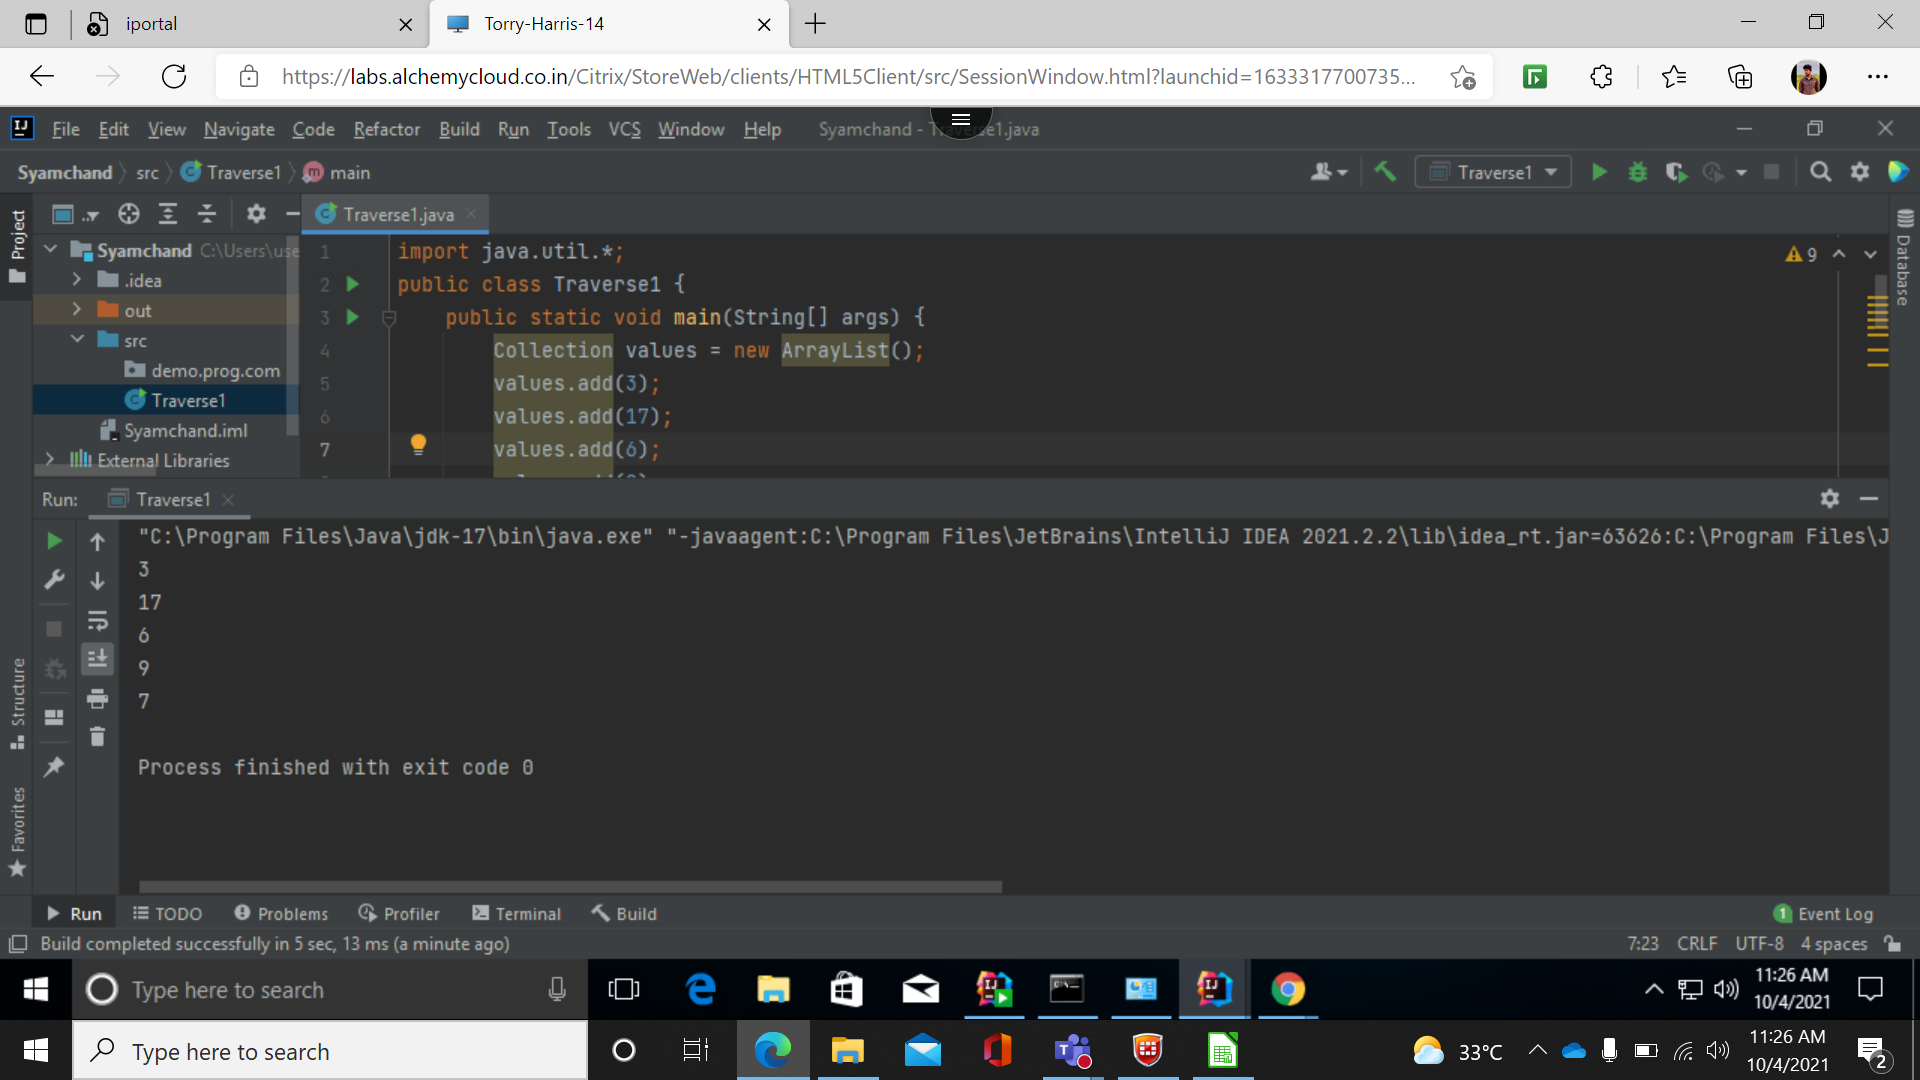 iportal
Torry-Harris-14
https://labs.alchemycloud.co.in/Citrix/StoreWeb/clients/HTML5Client/src/SessionWindow.html?launchid=1633317700735...
File Edit View Navigate Code Refactor Build Run Tools VCS Window Help Syamchand - Traverse1.java
Syamchand src Traverse1 main
Traverse1
Project
Traverse1.java
Syamchand C:\Users\use
.idea
out
src
demo.prog.com
Traverse1
Syamchand.iml
External Libraries
1 import java.util.*;
2 public class Traverse1 {
3 public static void main(String[] args) {
4 Collection values = new ArrayList();
5 values.add(3);
6 values.add(17);
7 values.add(6);
9
Database
Run: Traverse1
"C:\Program Files\Java\jdk-17\bin\java.exe" "-javaagent:C:\Program Files\JetBrains\IntelliJ IDEA 2021.2.2\lib\idea_rt.jar=63626:C:\Program Files\J
3
17
6
9
7
Process finished with exit code 0
Structure
Favorites
Run TODO Problems Profiler Terminal Build
1 Event Log
Build completed successfully in 5 sec, 13 ms (a minute ago)
7:23 CRLF UTF-8 4 spaces
Type here to search
11:26 AM
10/4/2021
Type here to search
33°C
11:26 AM
10/4/2021
2